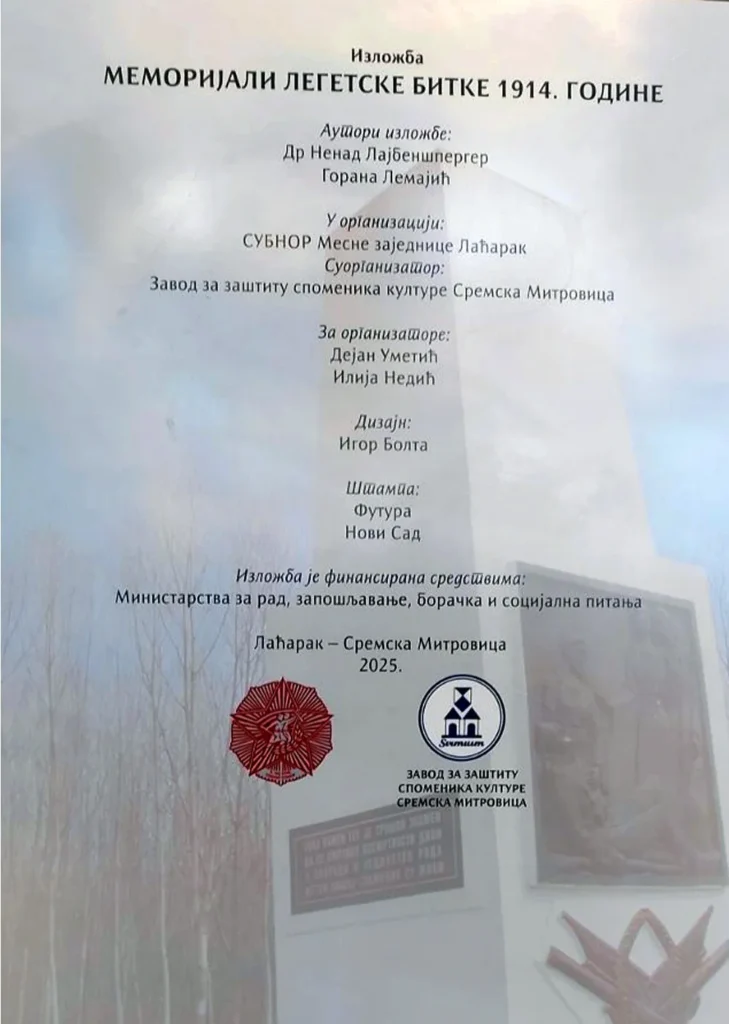 Изложба
МЕМОРИЈАЛИ ЛЕГЕТСКЕ БИТКЕ 1914. ГОДИНЕ
Аутори изложбе:
Др Ненад Лајбеншпергер
Горана Лемајић
У организацији:
СУБНОР Месне заједнице Лаћарак
Суорганизатор:
Завод за заштиту споменика културе Сремска Митровица
За организаторе:
Дејан Уметић
Илија Недић
Дизајн:
Игор Болта
Штампа:
Футура
Нови Сад
Изложба је финансирана средствима:
Министарства за рад, запошљавање, борачка и социјална питања
Лаћарак – Сремска Митровица
2025.
Sirmium
ЗАВОД ЗА ЗАШТИТУ
СПОМЕНИКА КУЛТУРЕ
СРЕМСКА МИТРОВИЦА